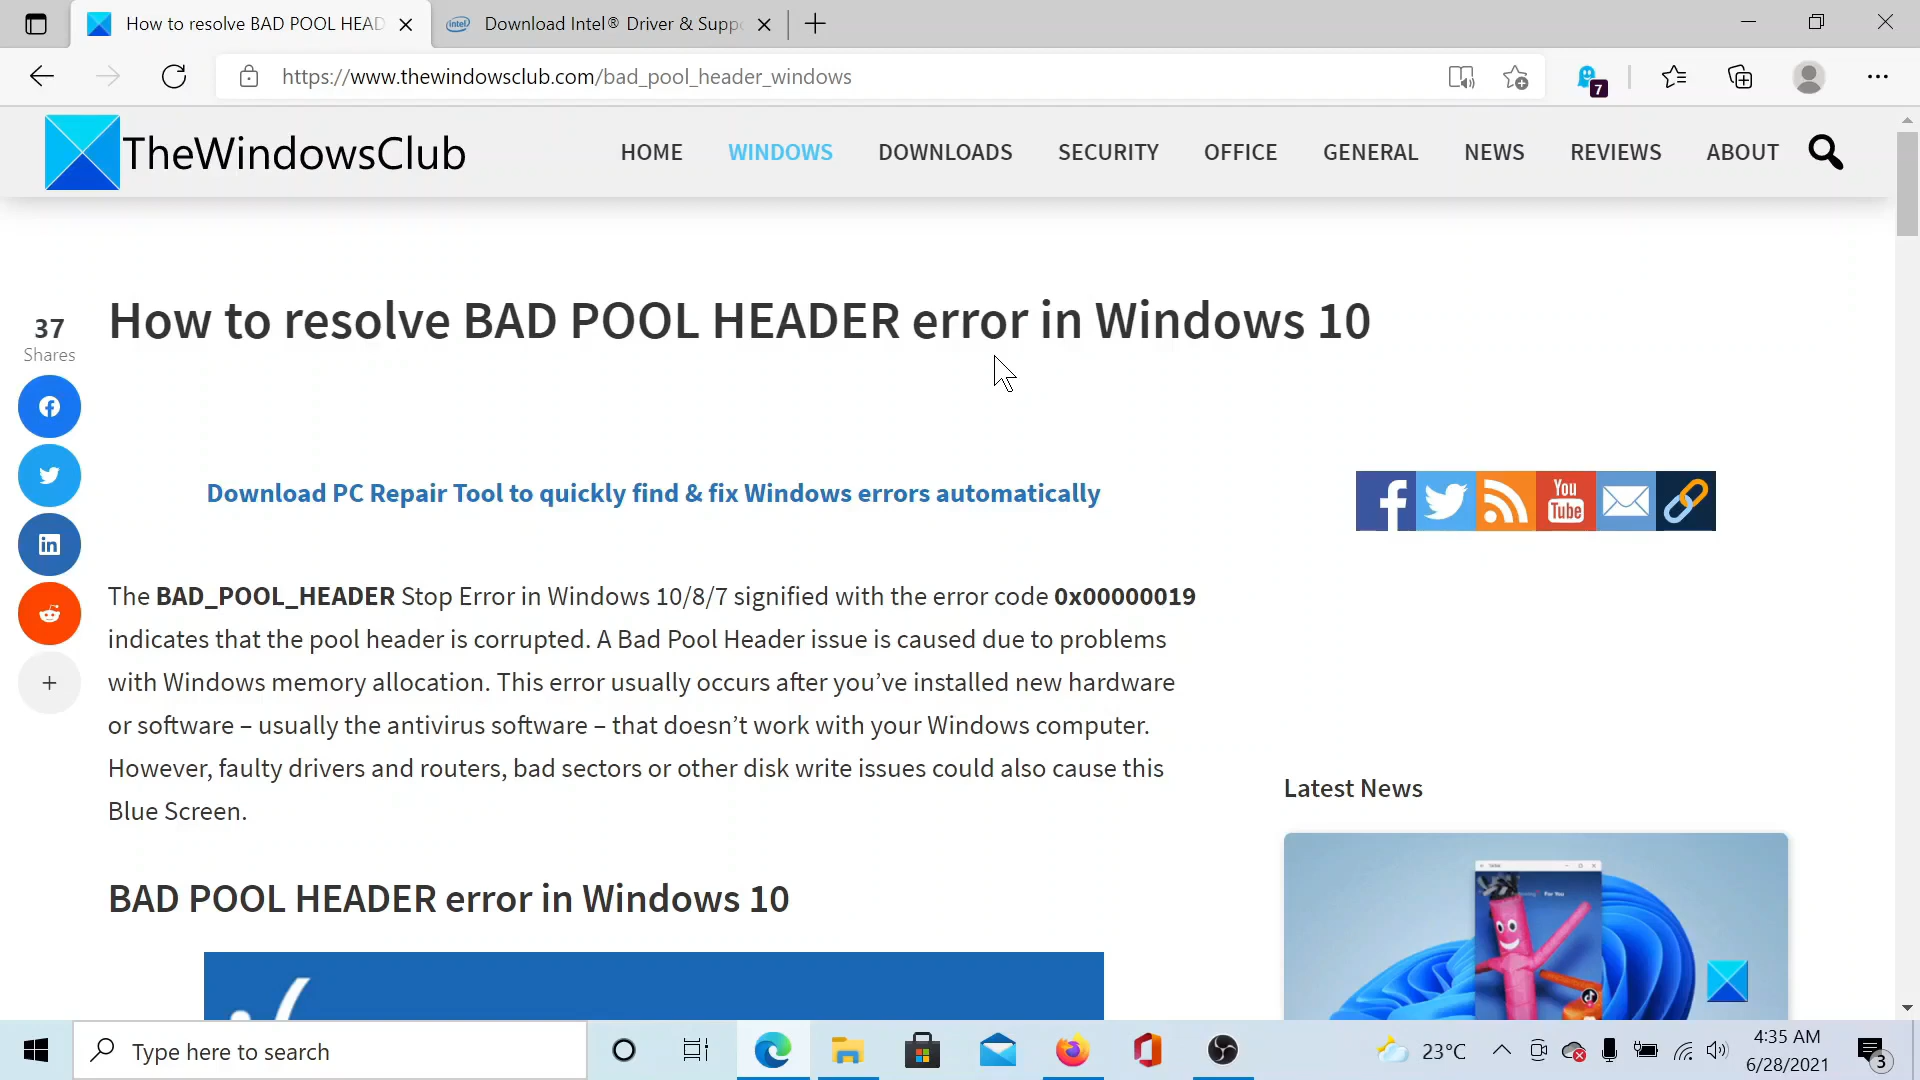 How to resolve BAD POOL HEAD
intel
Download Intel® Driver & Supp
https://www.thewindowsclub.com/bad_pool_header_windows
7
TheWindowsClub
HOME
WINDOWS
DOWNLOADS
SECURITY
OFFICE
GENERAL
NEWS
REVIEWS
ABOUT
How to resolve BAD POOL HEADER error in Windows 10
37
Shares
Download PC Repair Tool to quickly find & fix Windows errors automatically
You
Tube
The BAD_POOL_HEADER Stop Error in Windows 10/8/7 signified with the error code 0x00000019
indicates that the pool header is corrupted. A Bad Pool Header issue is caused due to problems
with Windows memory allocation. This error usually occurs after you’ve installed new hardware
or software – usually the antivirus software – that doesn’t work with your Windows computer.
However, faulty drivers and routers, bad sectors or other disk write issues could also cause this
Blue Screen.
Latest News
For You
BAD POOL HEADER error in Windows 10
Type here to search
23°C
4:35 AM
6/28/2021
3